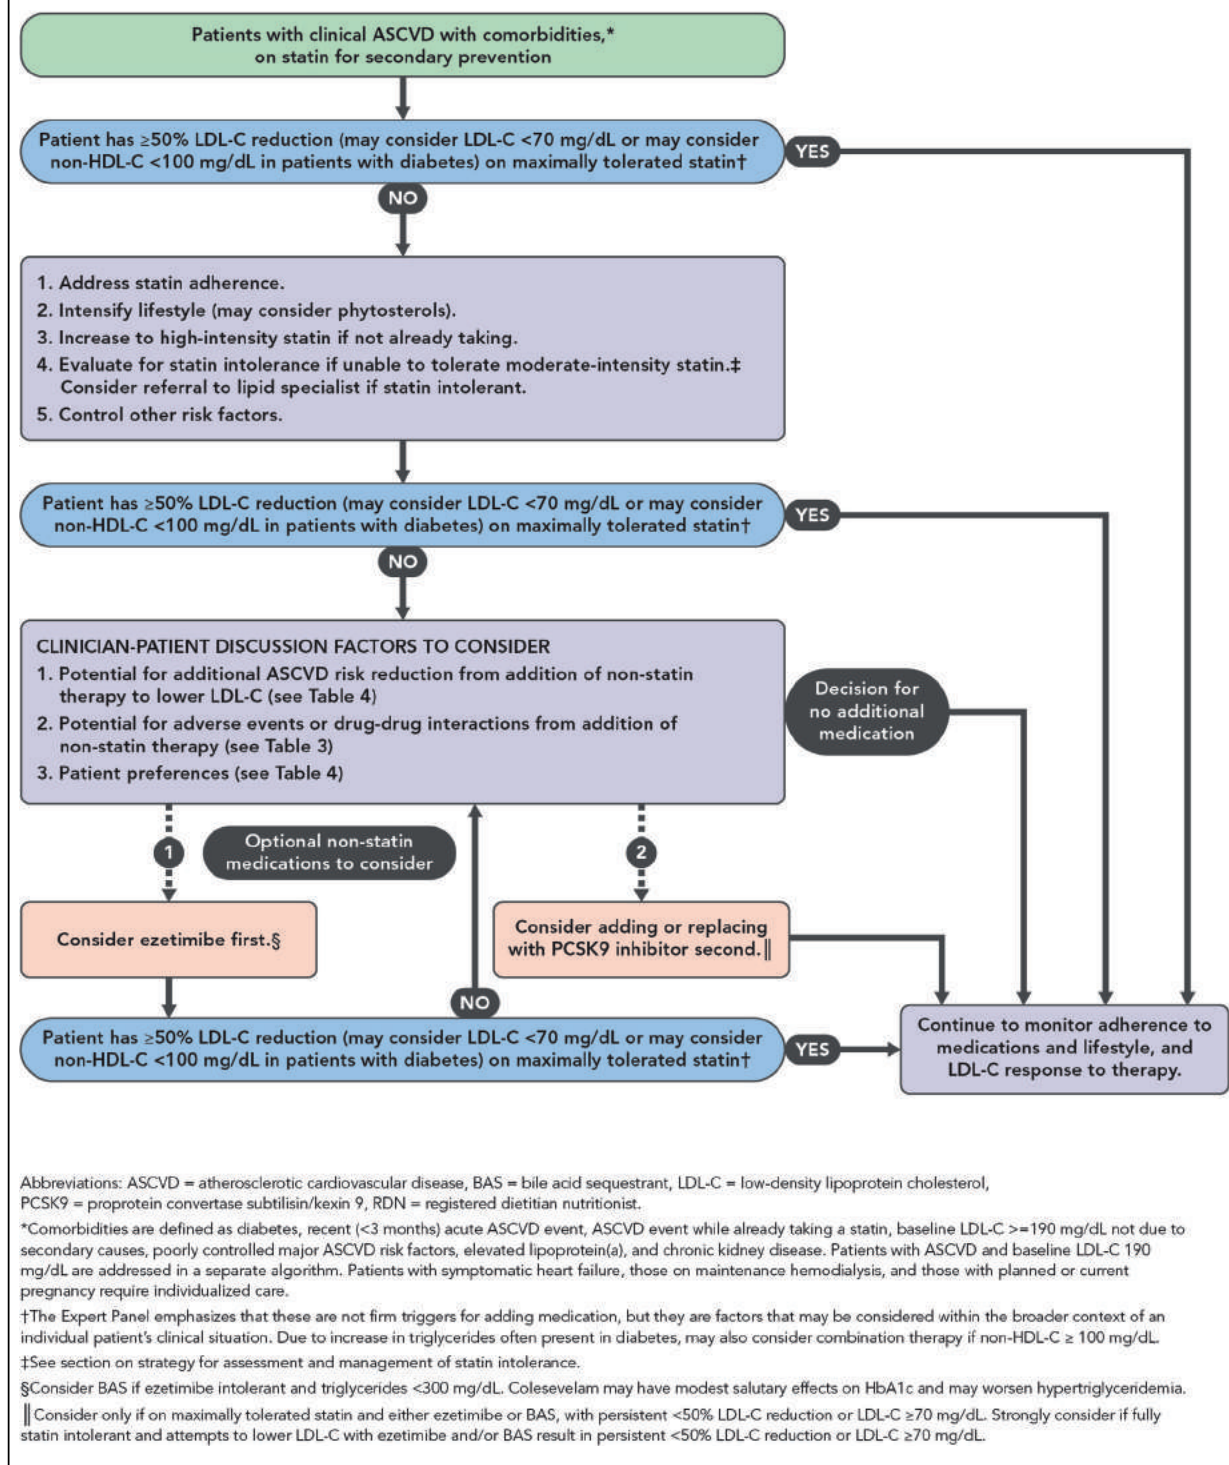 Patients with clinical ASCVD with comorbidities,*
on statin for secondary prevention
Patient has ≥50% LDL-C reduction (may consider LDL-C <70 mg/dL or may consider
non-HDL-C <100 mg/dL in patients with diabetes) on maximally tolerated statin†
YES
NO
1. Address statin adherence.
2. Intensify lifestyle (may consider phytosterols).
3. Increase to high-intensity statin if not already taking.
4. Evaluate for statin intolerance if unable to tolerate moderate-intensity statin.‡
Consider referral to lipid specialist if statin intolerant.
5. Control other risk factors.
Patient has ≥50% LDL-C reduction (may consider LDL-C <70 mg/dL or may consider
non-HDL-C <100 mg/dL in patients with diabetes) on maximally tolerated statin†
YES
NO
CLINICIAN-PATIENT DISCUSSION FACTORS TO CONSIDER
1. Potential for additional ASCVD risk reduction from addition of non-statin
therapy to lower LDL-C (see Table 4)
2. Potential for adverse events or drug-drug interactions from addition of
non-statin therapy (see Table 3)
3. Patient preferences (see Table 4)
Decision for
no additional
medication
1
Optional non-statin
medications to consider
2
Consider ezetimibe first.§
Consider adding or replacing
with PCSK9 inhibitor second.‖
NO
Patient has ≥50% LDL-C reduction (may consider LDL-C <70 mg/dL or may consider
non-HDL-C <100 mg/dL in patients with diabetes) on maximally tolerated statin†
YES
Continue to monitor adherence to
medications and lifestyle, and
LDL-C response to therapy.
Abbreviations: ASCVD = atherosclerotic cardiovascular disease, BAS = bile acid sequestrant, LDL-C = low-density lipoprotein cholesterol,
PCSK9 = proprotein convertase subtilisin/kexin 9, RDN = registered dietitian nutritionist.
*Comorbidities are defined as diabetes, recent (<3 months) acute ASCVD event, ASCVD event while already taking a statin, baseline LDL-C >=190 mg/dL not due to
secondary causes, poorly controlled major ASCVD risk factors, elevated lipoprotein(a), and chronic kidney disease. Patients with ASCVD and baseline LDL-C 190
mg/dL are addressed in a separate algorithm. Patients with symptomatic heart failure, those on maintenance hemodialysis, and those with planned or current
pregnancy require individualized care.
†The Expert Panel emphasizes that these are not firm triggers for adding medication, but they are factors that may be considered within the broader context of an
individual patient's clinical situation. Due to increase in triglycerides often present in diabetes, may also consider combination therapy if non-HDL-C ≥ 100 mg/dL.
‡See section on strategy for assessment and management of statin intolerance.
§Consider BAS if ezetimibe intolerant and triglycerides <300 mg/dL. Colesevelam may have modest salutary effects on HbA1c and may worsen hypertriglyceridemia.
‖Consider only if on maximally tolerated statin and either ezetimibe or BAS, with persistent <50% LDL-C reduction or LDL-C ≥70 mg/dL. Strongly consider if fully
statin intolerant and attempts to lower LDL-C with ezetimibe and/or BAS result in persistent <50% LDL-C reduction or LDL-C ≥70 mg/dL.